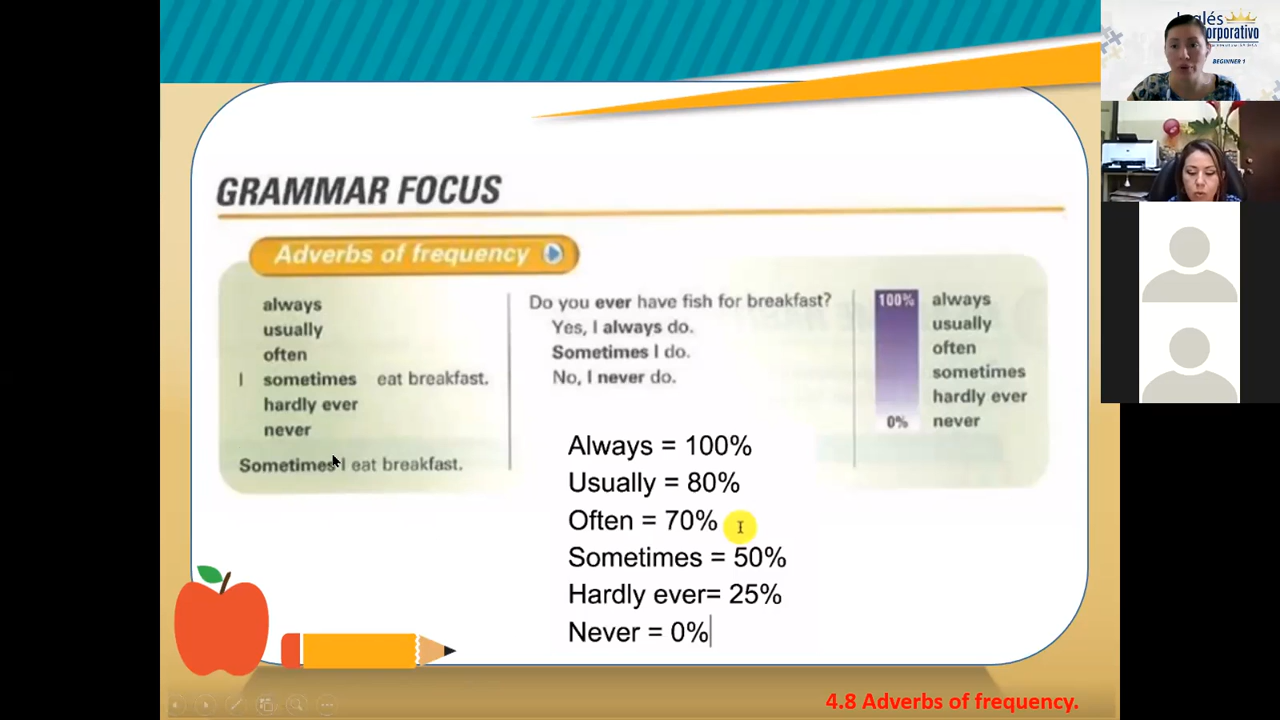 GRAMMAR FOCUS
Adverbs of frequency
always
usually
often
I sometimes eat breakfast.
hardly ever
never
Sometimes I eat breakfast.
Do you ever have fish for breakfast?
Yes, I always do.
Sometimes I do.
No, I never do.
100% always
usually
often
sometimes
hardly ever
0% never
Always = 100%
Usually = 80%
Often = 70%
Sometimes = 50%
Hardly ever= 25%
Never = 0%
4.8 Adverbs of frequency.
BEGINNER 1